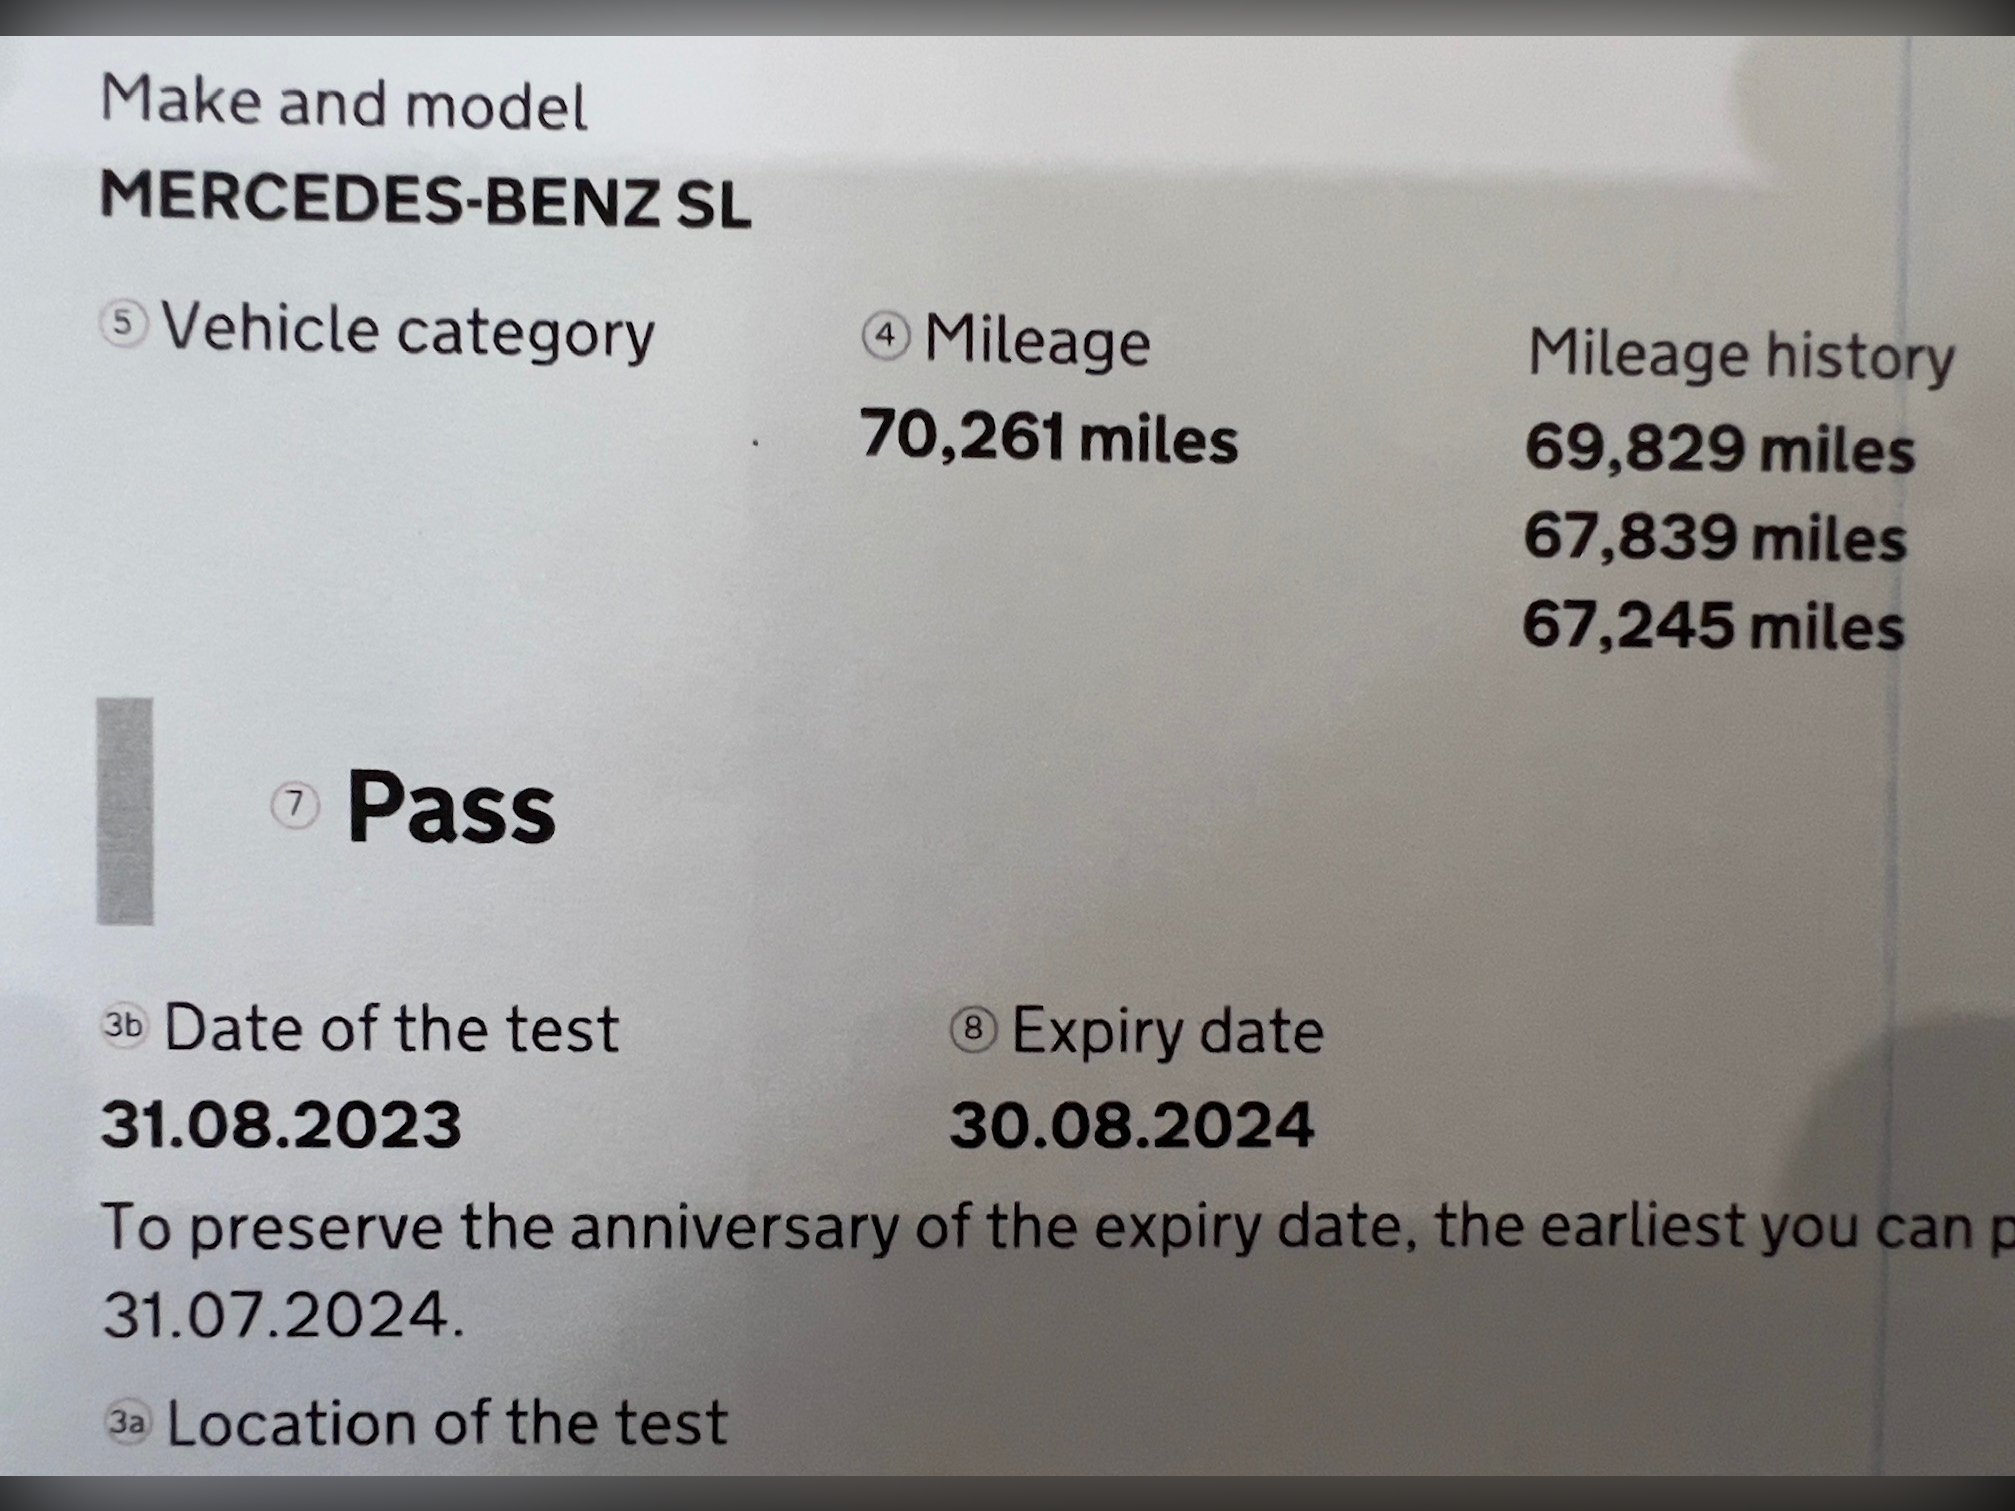 Make and model
MERCEDES-BENZ SL
5 Vehicle category
4 Mileage
70,261 miles
Mileage history
69,829 miles
67,839 miles
67,245 miles
7 Pass
3b Date of the test
31.08.2023
8 Expiry date
30.08.2024
To preserve the anniversary of the expiry date, the earliest you can p
31.07.2024.
3a Location of the test